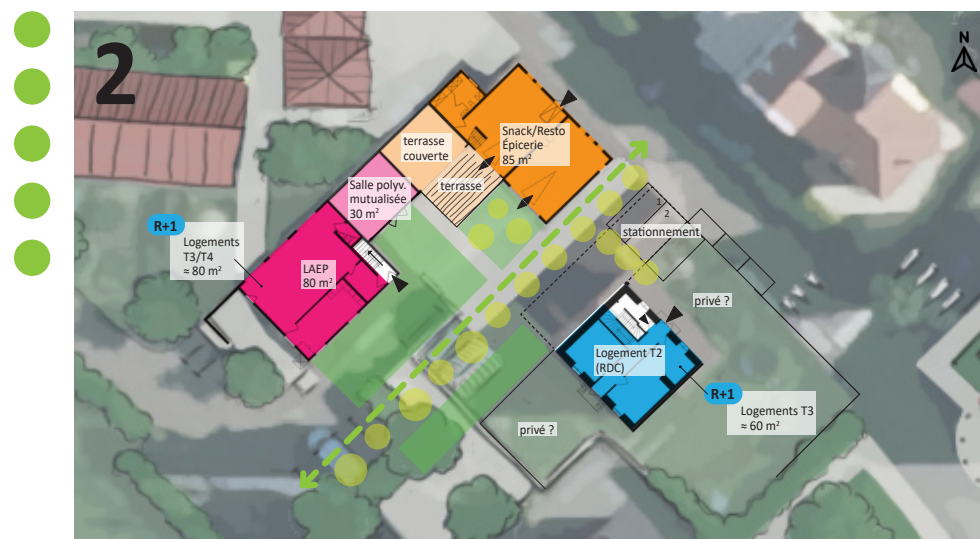 2
N
Snack/Resto
Épicerie
85 m²
terrasse
couverte
terrasse
Salle polyv.
mutualisée
30 m²
R+1
Logements
T3/T4
≈ 80 m²
LAEP
80 m²
1
2
stationnement
privé ?
Logement T2
(RDC)
R+1
Logements T3
≈ 60 m²
privé ?